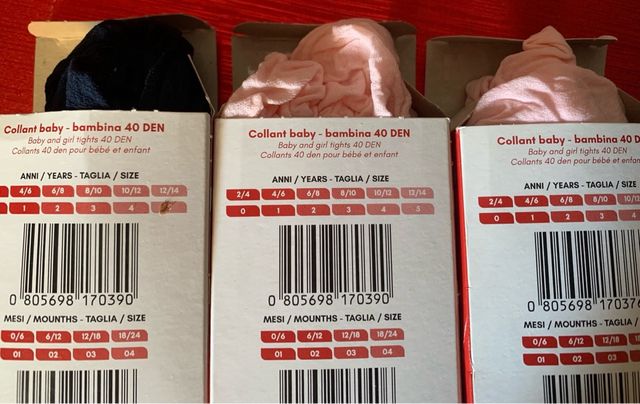 Collant baby - bambina 40 DEN
Baby and girl tights 40 DEN
Collants 40 den pour bébé et enfant
ANNI / YEARS - TAGLIA / SIZE
4/6 6/8 8/10 10/12 12/14
1 2 3 4
0 805698 170390
MESI / MOUNTHS - TAGLIA / SIZE
0/6 6/12 12/18 18/24
01 02 03 04
Collant baby - bambina 40 DEN
Baby and girl tights 40 DEN
Collants 40 den pour bébé et enfant
ANNI / YEARS - TAGLIA / SIZE
2/4 4/6 6/8 8/10 10/12 12/14
0 1 2 3 4 5
0 805698 170390
MESI / MOUNTHS - TAGLIA / SIZE
0/6 6/12 12/18 18/24
01 02 03 04
Collant baby - bambina 40 D
Baby and girl tights 40 DEN
Collants 40 den pour bébé et enfan
ANNI / YEARS - TAGLIA / SIZE
2/4 4/6 6/8 8/10
0 1 2 3 4
0 805698
MESI / MOUNTHS - TAGLIA / SIZE
0/6 6/12 12/18
01 02 03